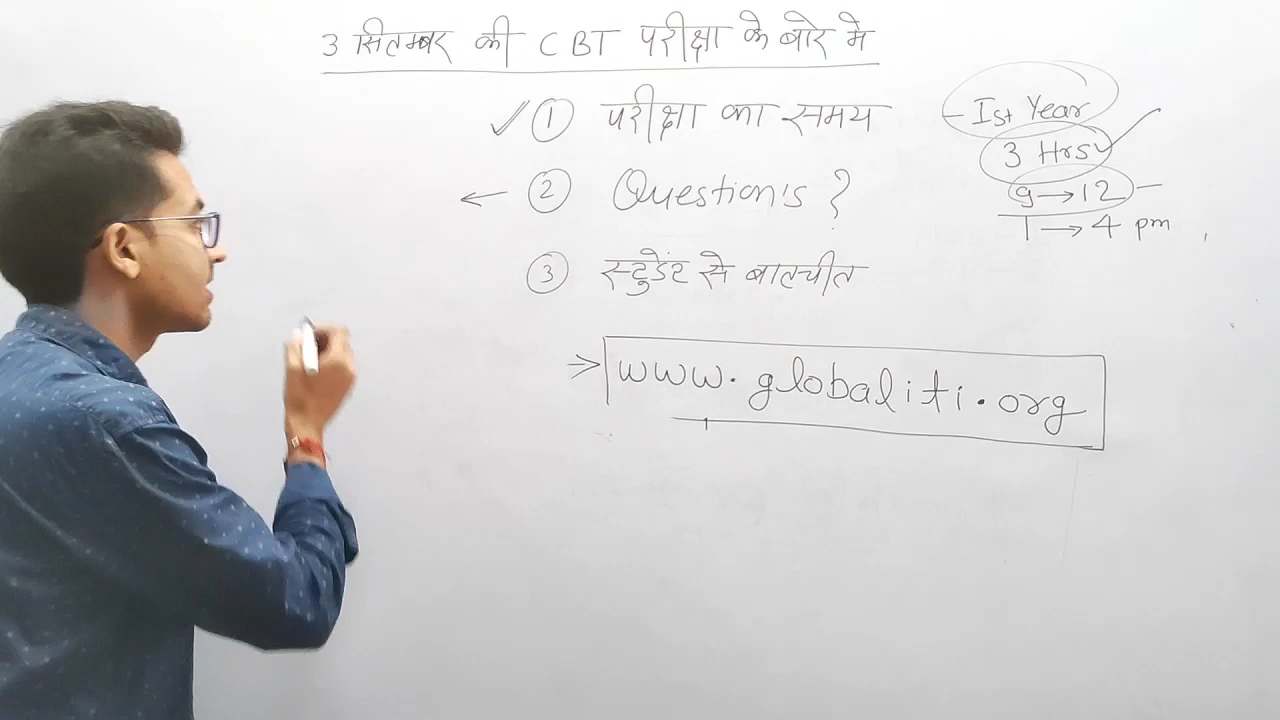 3 सितम्बर की CBT परीक्षा के बारे मे
① परीक्षा का समय
② Question's ?
③ स्टुडेंट से बातचीत
⇒ www.globaliti.org
– Ist Year
3 Hrs
9 → 12 –
1 → 4 pm